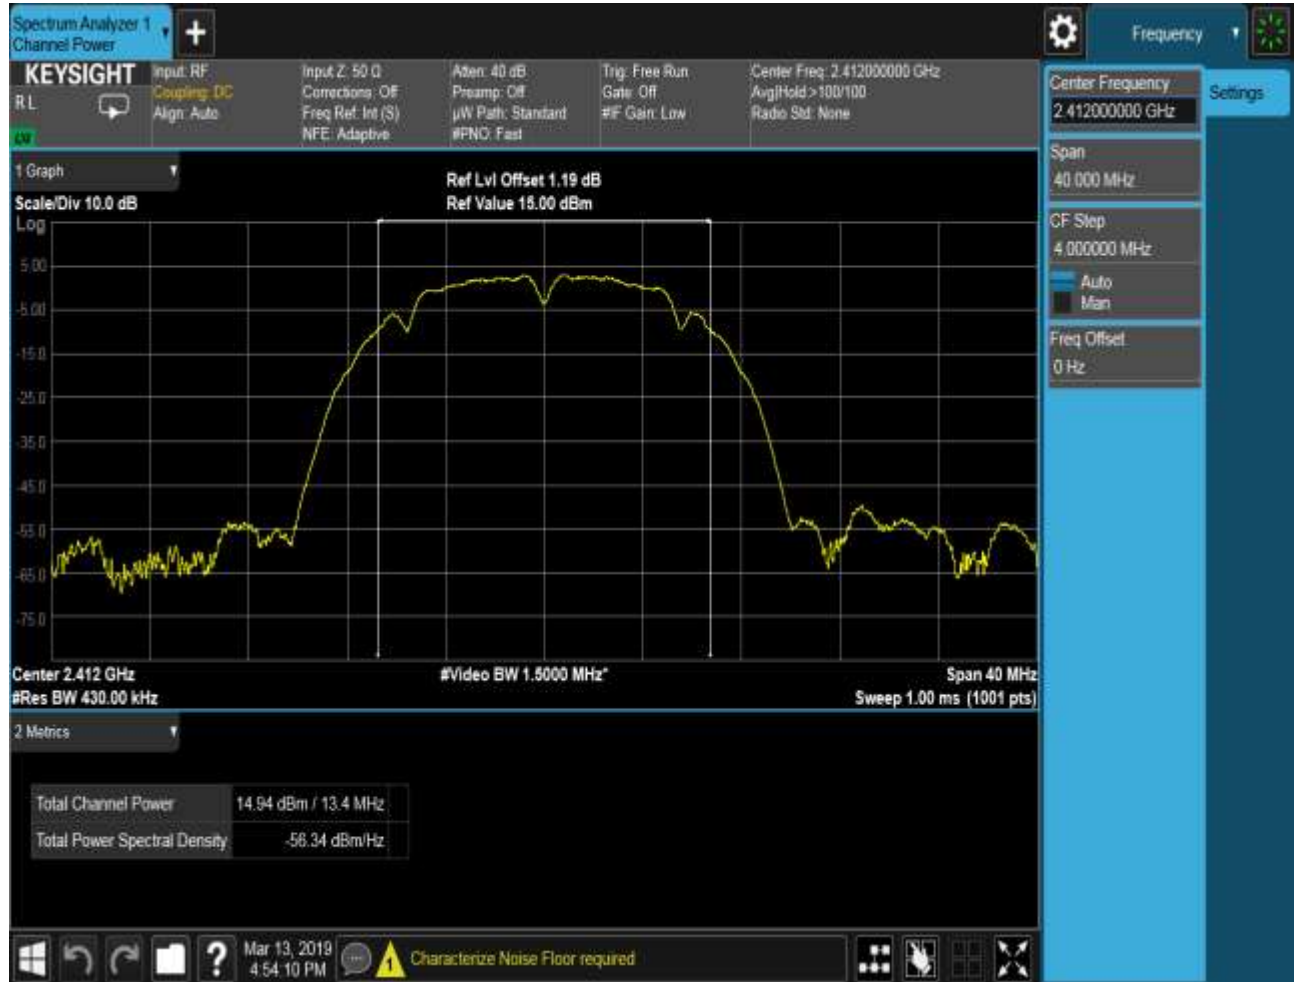 Spectrum Analyzer 1
Channel Power
Frequency
KEYSIGHT
RL
Input: RF
Coupling: DC
Align: Auto
Input Z: 50 Ω
Corrections: Off
Freq Ref: Int (S)
NFE: Adaptive
Atten: 40 dB
Preamp: Off
µW Path: Standard
#PNO: Fast
Trig: Free Run
Gate: Off
#IF Gain: Low
Center Freq: 2.412000000 GHz
Avg|Hold:>100/100
Radio Std: None
Center Frequency
2.412000000 GHz
Settings
Span
40.000 MHz
CF Step
4.000000 MHz
Auto
Man
Freq Offset
0 Hz
1 Graph
Scale/Div 10.0 dB
Ref Lvl Offset 1.19 dB
Ref Value 15.00 dBm
Log
5.00
-5.00
-15.0
-25.0
-35.0
-45.0
-55.0
-65.0
-75.0
Center 2.412 GHz
#Res BW 430.00 kHz
#Video BW 1.5000 MHz*
Span 40 MHz
Sweep 1.00 ms (1001 pts)
2 Metrics
Total Channel Power 14.94 dBm / 13.4 MHz
Total Power Spectral Density -56.34 dBm/Hz
?
Mar 13, 2019
4:54:10 PM
1
Characterize Noise Floor required